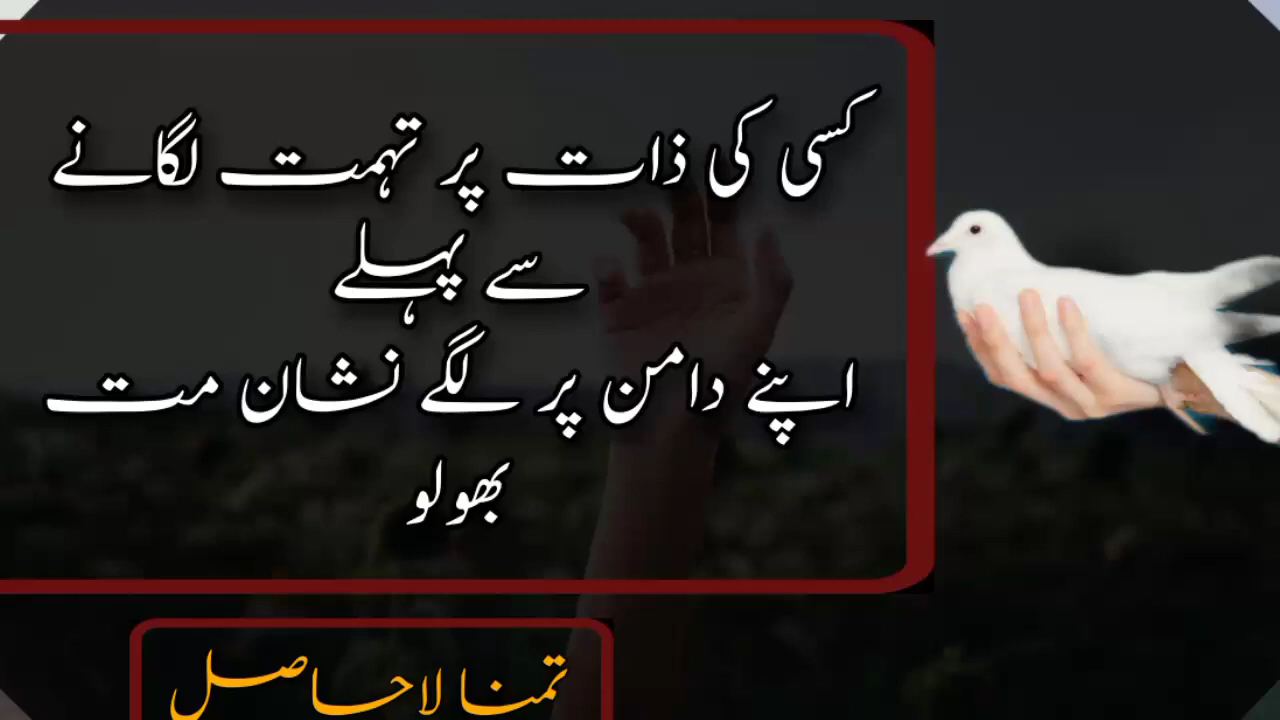 کسی کی ذات پر تہمت لگانے
سے پہلے
اپنے دامن پر لگے نشان مت
بھولو
تمنا لاحاصل